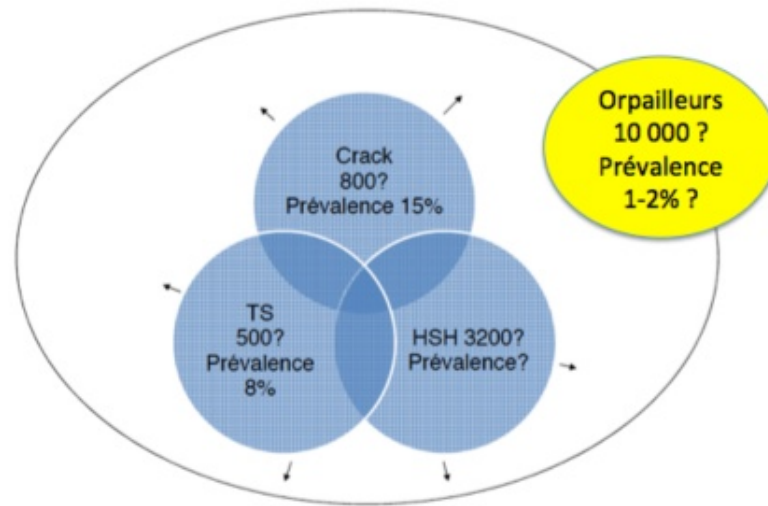 Orpailleurs
10 000 ?
Prévalence
1-2% ?
Crack
800?
Prévalence 15%
TS
500?
Prévalence
8%
HSH 3200?
Prévalence?